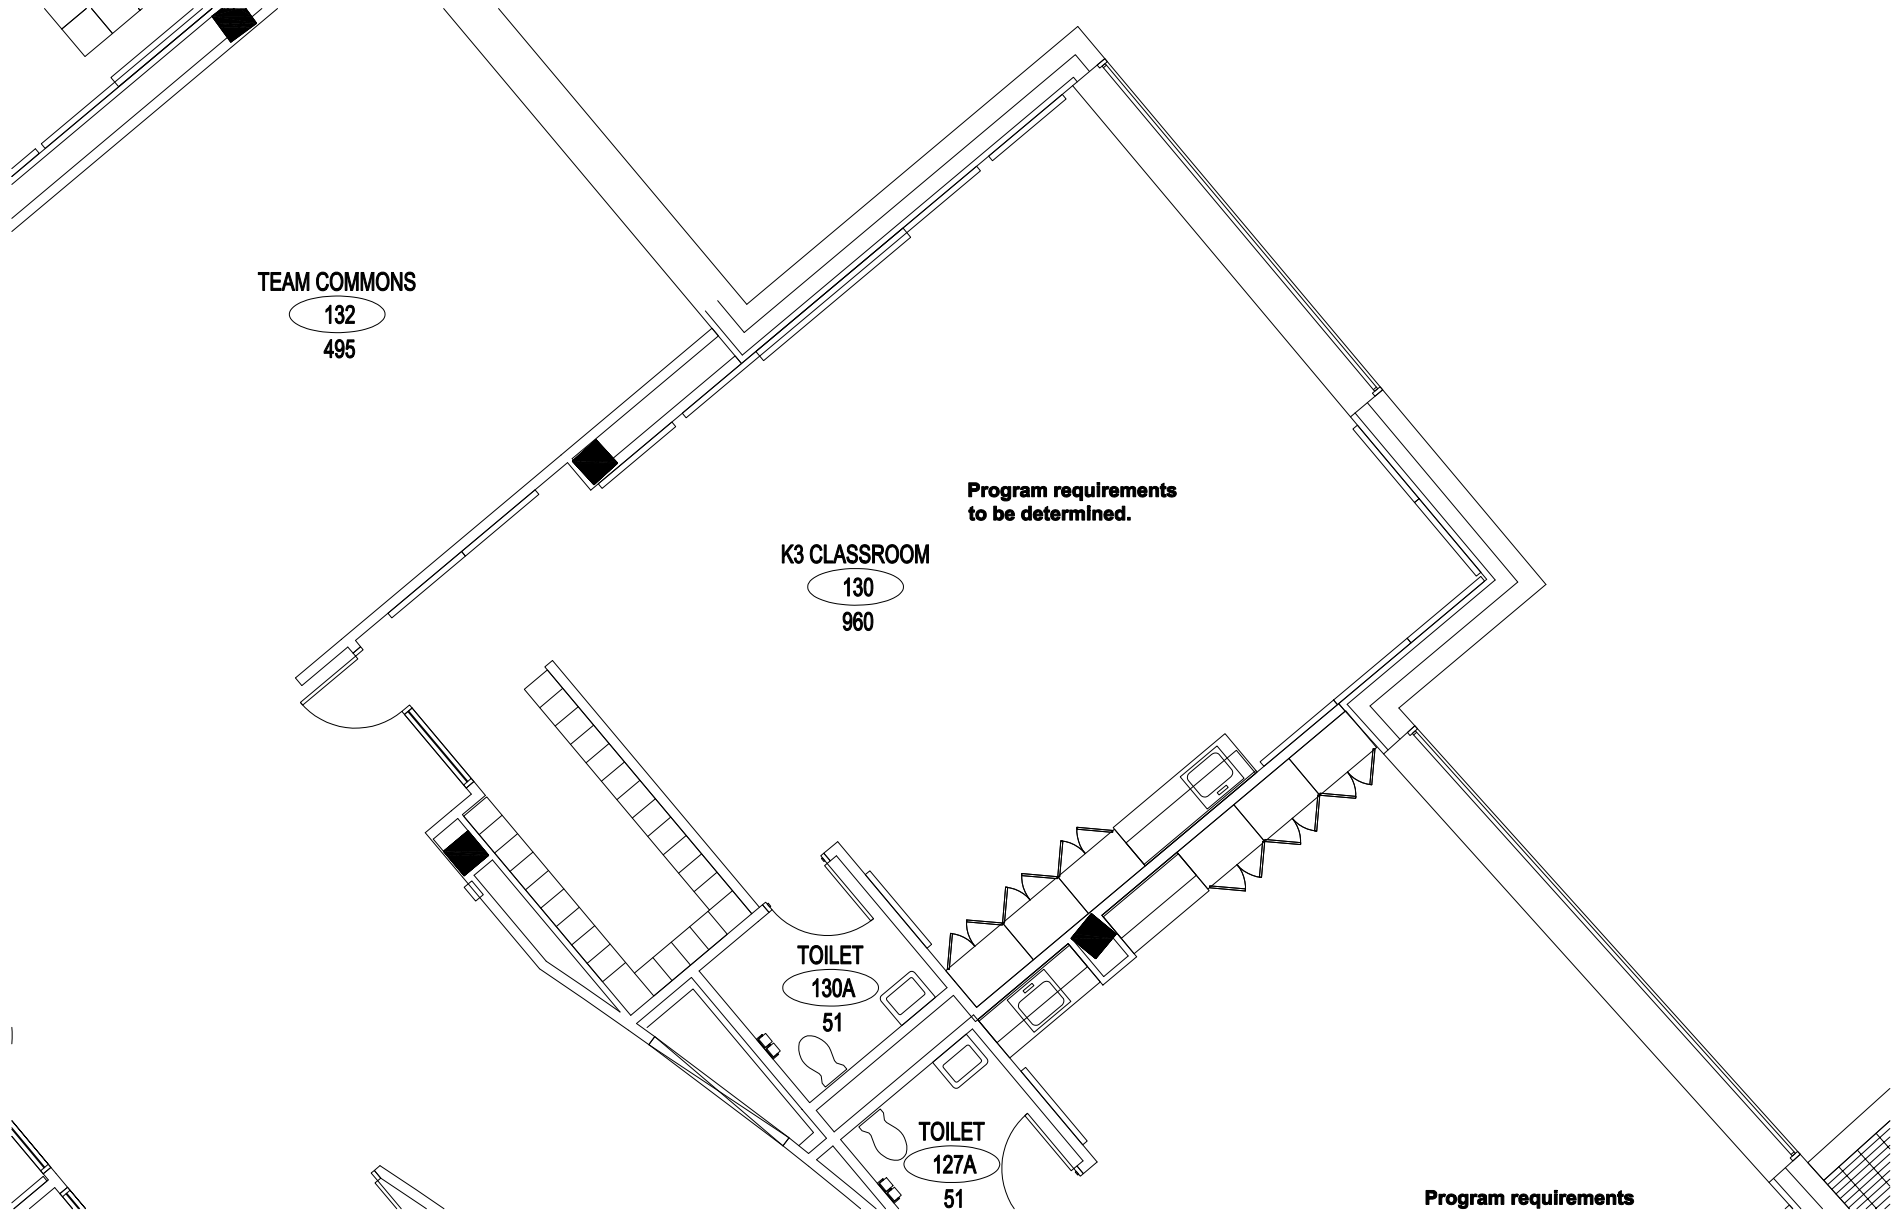 TEAM COMMONS
132
495
Program requirements
to be determined.
K3 CLASSROOM
130
960
TOILET
130A
51
TOILET
127A
51
Program requirements